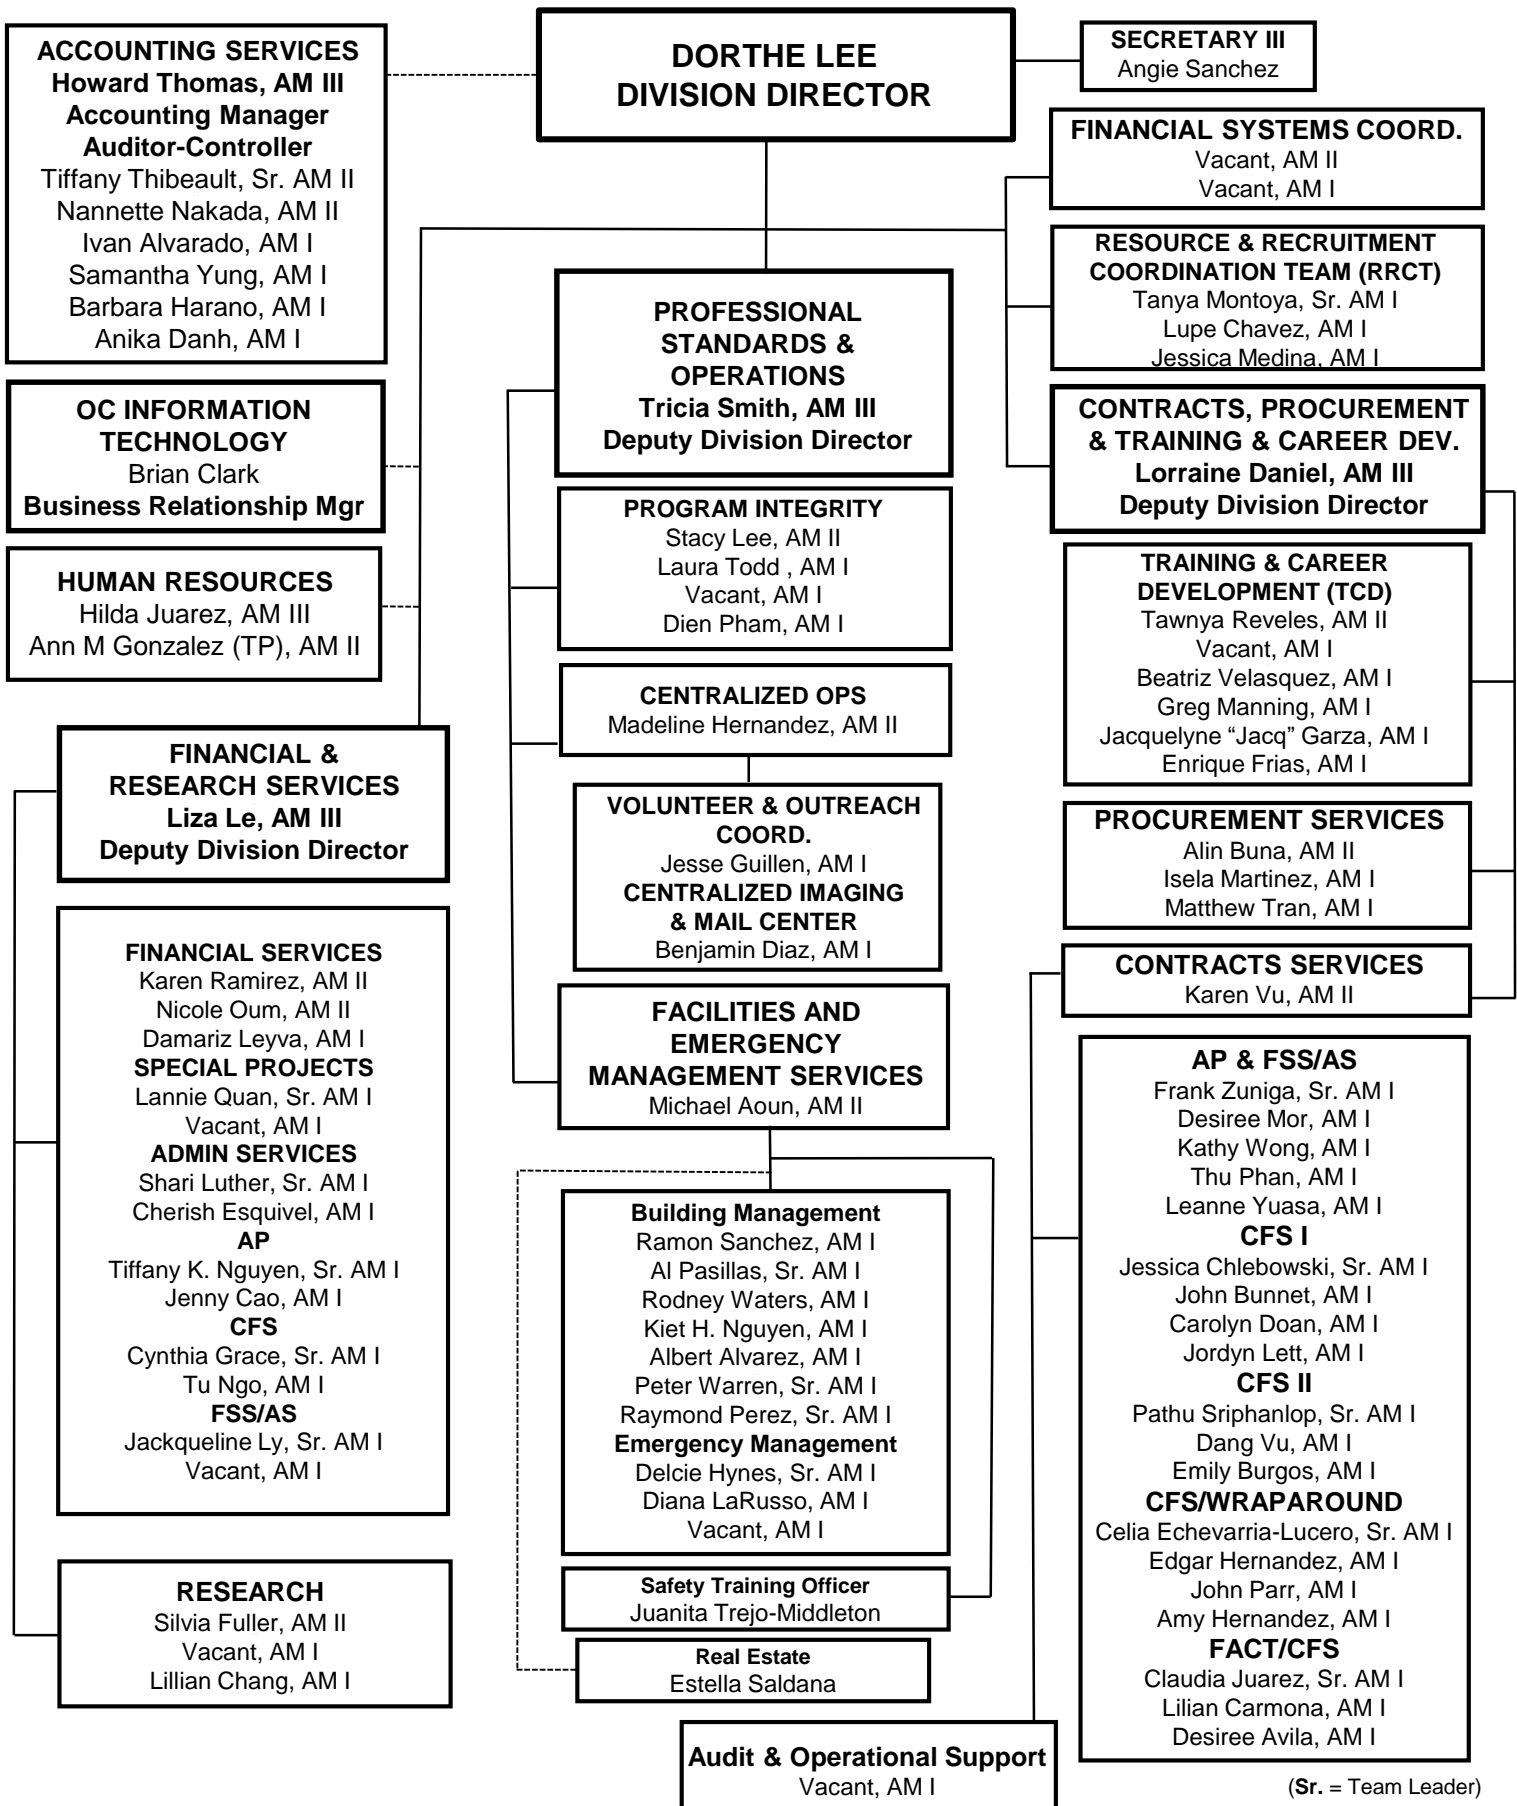 DORTHE LEE
DIVISION DIRECTOR
SECRETARY III
Angie Sanchez
ACCOUNTING SERVICES
Howard Thomas, AM III
Accounting Manager
Auditor-Controller
Tiffany Thibeault, Sr. AM II
Nannette Nakada, AM II
Ivan Alvarado, AM I
Samantha Yung, AM I
Barbara Harano, AM I
Anika Danh, AM I
OC INFORMATION
TECHNOLOGY
Brian Clark
Business Relationship Mgr
HUMAN RESOURCES
Hilda Juarez, AM III
Ann M Gonzalez (TP), AM II
FINANCIAL &
RESEARCH SERVICES
Liza Le, AM III
Deputy Division Director
FINANCIAL SERVICES
Karen Ramirez, AM II
Nicole Oum, AM II
Damariz Leyva, AM I
SPECIAL PROJECTS
Lannie Quan, Sr. AM I
Vacant, AM I
ADMIN SERVICES
Shari Luther, Sr. AM I
Cherish Esquivel, AM I
AP
Tiffany K. Nguyen, Sr. AM I
Jenny Cao, AM I
CFS
Cynthia Grace, Sr. AM I
Tu Ngo, AM I
FSS/AS
Jackqueline Ly, Sr. AM I
Vacant, AM I
RESEARCH
Silvia Fuller, AM II
Vacant, AM I
Lillian Chang, AM I
PROFESSIONAL
STANDARDS &
OPERATIONS
Tricia Smith, AM III
Deputy Division Director
PROGRAM INTEGRITY
Stacy Lee, AM II
Laura Todd , AM I
Vacant, AM I
Dien Pham, AM I
CENTRALIZED OPS
Madeline Hernandez, AM II
VOLUNTEER & OUTREACH
COORD.
Jesse Guillen, AM I
CENTRALIZED IMAGING
& MAIL CENTER
Benjamin Diaz, AM I
FACILITIES AND
EMERGENCY
MANAGEMENT SERVICES
Michael Aoun, AM II
Building Management
Ramon Sanchez, AM I
Al Pasillas, Sr. AM I
Rodney Waters, AM I
Kiet H. Nguyen, AM I
Albert Alvarez, AM I
Peter Warren, Sr. AM I
Raymond Perez, Sr. AM I
Emergency Management
Delcie Hynes, Sr. AM I
Diana LaRusso, AM I
Vacant, AM I
Safety Training Officer
Juanita Trejo-Middleton
Real Estate
Estella Saldana
FINANCIAL SYSTEMS COORD.
Vacant, AM II
Vacant, AM I
RESOURCE & RECRUITMENT
COORDINATION TEAM (RRCT)
Tanya Montoya, Sr. AM I
Lupe Chavez, AM I
Jessica Medina, AM I
CONTRACTS, PROCUREMENT
& TRAINING & CAREER DEV.
Lorraine Daniel, AM III
Deputy Division Director
TRAINING & CAREER
DEVELOPMENT (TCD)
Tawnya Reveles, AM II
Vacant, AM I
Beatriz Velasquez, AM I
Greg Manning, AM I
Jacquelyne “Jacq” Garza, AM I
Enrique Frias, AM I
PROCUREMENT SERVICES
Alin Buna, AM II
Isela Martinez, AM I
Matthew Tran, AM I
CONTRACTS SERVICES
Karen Vu, AM II
AP & FSS/AS
Frank Zuniga, Sr. AM I
Desiree Mor, AM I
Kathy Wong, AM I
Thu Phan, AM I
Leanne Yuasa, AM I
CFS I
Jessica Chlebowski, Sr. AM I
John Bunnet, AM I
Carolyn Doan, AM I
Jordyn Lett, AM I
CFS II
Pathu Sriphanlop, Sr. AM I
Dang Vu, AM I
Emily Burgos, AM I
CFS/WRAPAROUND
Celia Echevarria-Lucero, Sr. AM I
Edgar Hernandez, AM I
John Parr, AM I
Amy Hernandez, AM I
FACT/CFS
Claudia Juarez, Sr. AM I
Lilian Carmona, AM I
Desiree Avila, AM I
Audit & Operational Support
Vacant, AM I
(Sr. = Team Leader)